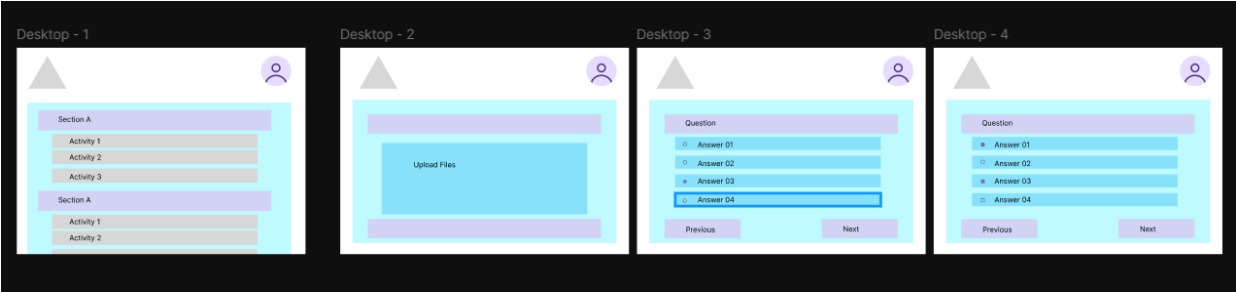 Desktop - 1
Section A
Activity 1
Activity 2
Activity 3
Section A
Activity 1
Activity 2
Desktop - 2
Upload Files
Desktop - 3
Question
Answer 01
Answer 02
Answer 03
Answer 04
Previous Next
Desktop - 4
Question
Answer 01
Answer 02
Answer 03
Answer 04
Previous Next